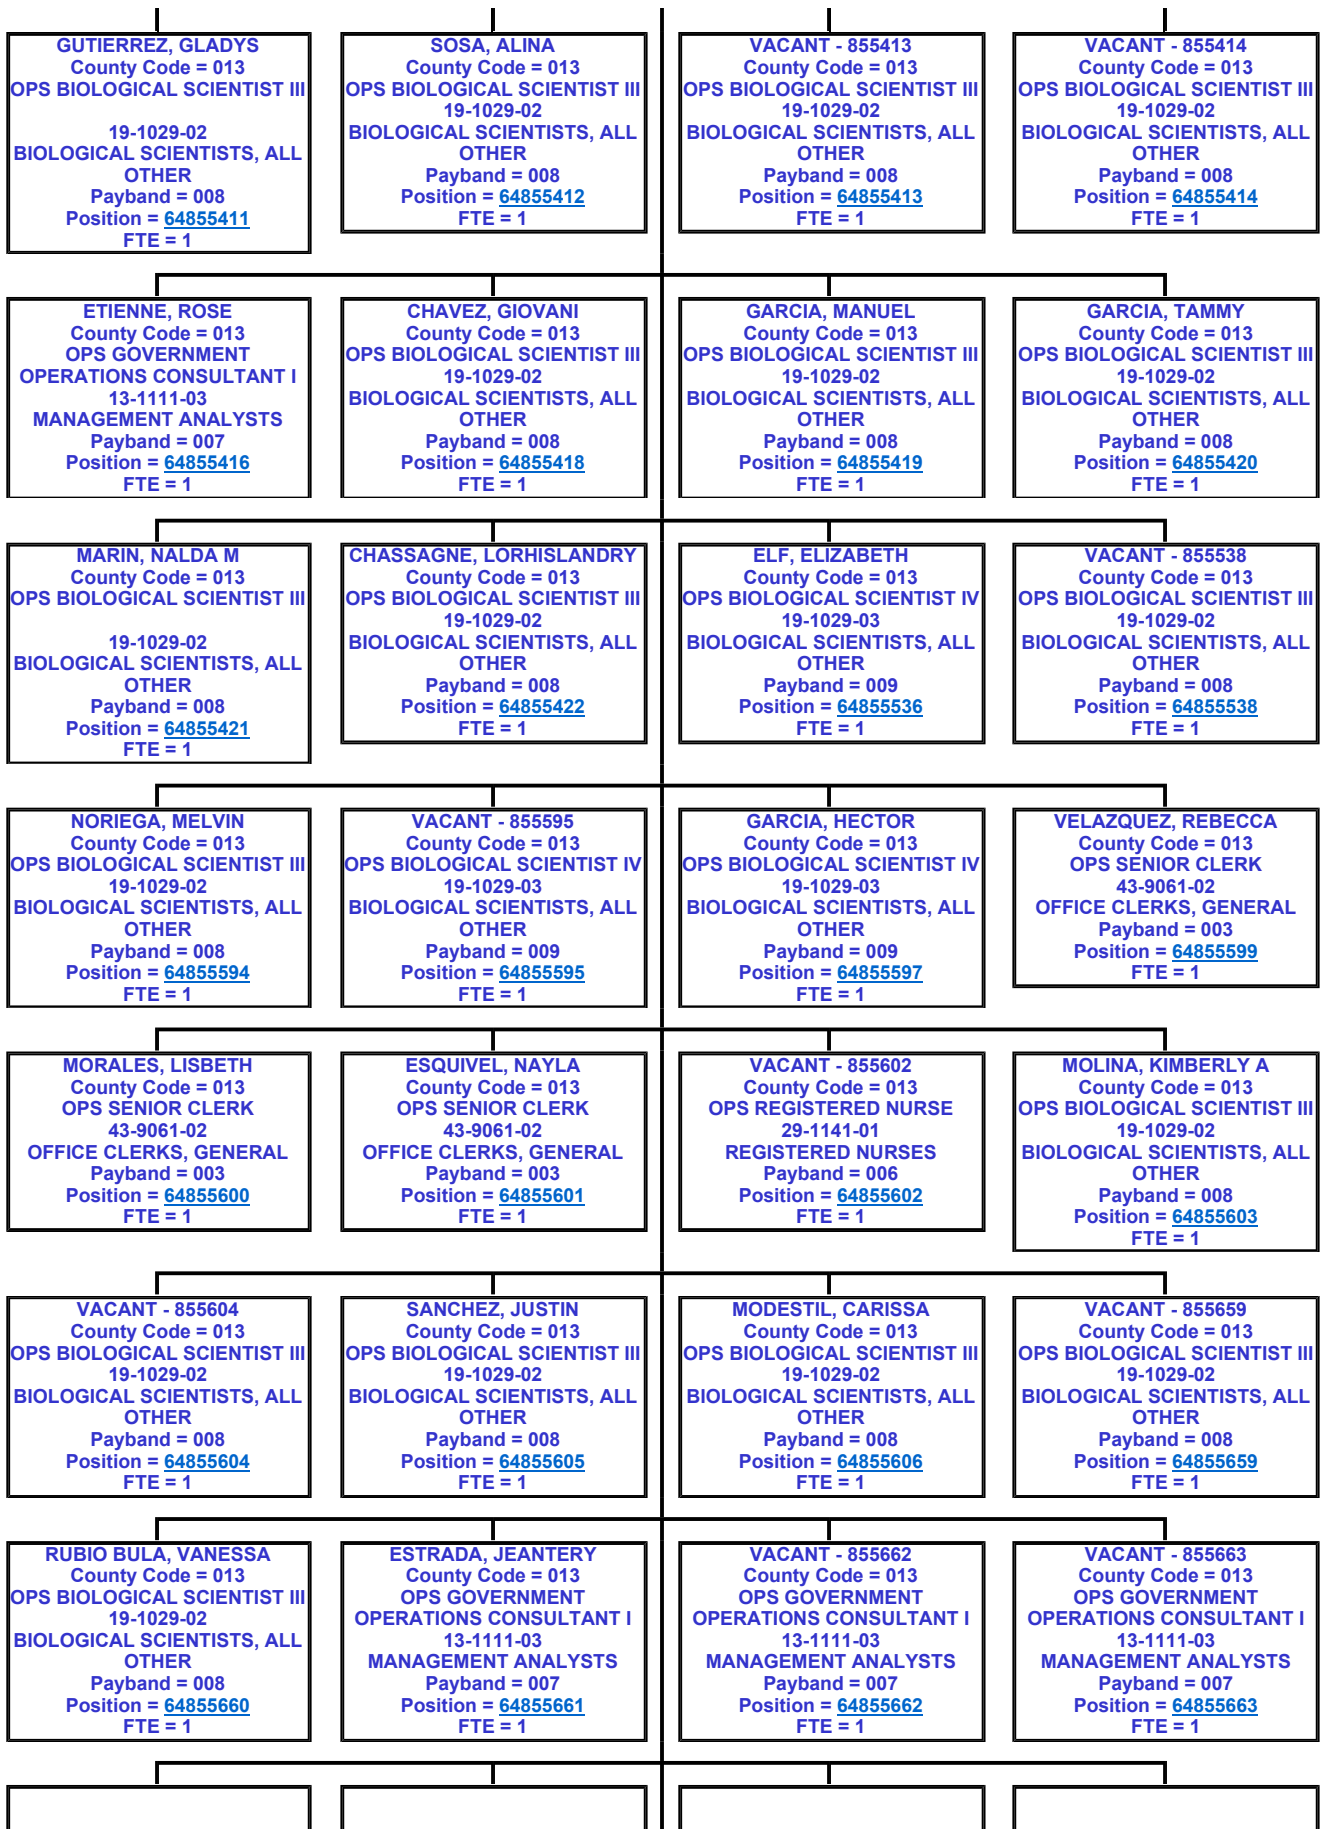 GUTIERREZ, GLADYS
County Code = 013
OPS BIOLOGICAL SCIENTIST III
19-1029-02
BIOLOGICAL SCIENTISTS, ALL
OTHER
Payband = 008
Position = 64855411
FTE = 1
SOSA, ALINA
County Code = 013
OPS BIOLOGICAL SCIENTIST III
19-1029-02
BIOLOGICAL SCIENTISTS, ALL
OTHER
Payband = 008
Position = 64855412
FTE = 1
VACANT - 855413
County Code = 013
OPS BIOLOGICAL SCIENTIST III
19-1029-02
BIOLOGICAL SCIENTISTS, ALL
OTHER
Payband = 008
Position = 64855413
FTE = 1
VACANT - 855414
County Code = 013
OPS BIOLOGICAL SCIENTIST III
19-1029-02
BIOLOGICAL SCIENTISTS, ALL
OTHER
Payband = 008
Position = 64855414
FTE = 1
ETIENNE, ROSE
County Code = 013
OPS GOVERNMENT
OPERATIONS CONSULTANT I
13-1111-03
MANAGEMENT ANALYSTS
Payband = 007
Position = 64855416
FTE = 1
CHAVEZ, GIOVANI
County Code = 013
OPS BIOLOGICAL SCIENTIST III
19-1029-02
BIOLOGICAL SCIENTISTS, ALL
OTHER
Payband = 008
Position = 64855418
FTE = 1
GARCIA, MANUEL
County Code = 013
OPS BIOLOGICAL SCIENTIST III
19-1029-02
BIOLOGICAL SCIENTISTS, ALL
OTHER
Payband = 008
Position = 64855419
FTE = 1
GARCIA, TAMMY
County Code = 013
OPS BIOLOGICAL SCIENTIST III
19-1029-02
BIOLOGICAL SCIENTISTS, ALL
OTHER
Payband = 008
Position = 64855420
FTE = 1
MARIN, NALDA M
County Code = 013
OPS BIOLOGICAL SCIENTIST III
19-1029-02
BIOLOGICAL SCIENTISTS, ALL
OTHER
Payband = 008
Position = 64855421
FTE = 1
CHASSAGNE, LORHISLANDRY
County Code = 013
OPS BIOLOGICAL SCIENTIST III
19-1029-02
BIOLOGICAL SCIENTISTS, ALL
OTHER
Payband = 008
Position = 64855422
FTE = 1
ELF, ELIZABETH
County Code = 013
OPS BIOLOGICAL SCIENTIST IV
19-1029-03
BIOLOGICAL SCIENTISTS, ALL
OTHER
Payband = 009
Position = 64855536
FTE = 1
VACANT - 855538
County Code = 013
OPS BIOLOGICAL SCIENTIST III
19-1029-02
BIOLOGICAL SCIENTISTS, ALL
OTHER
Payband = 008
Position = 64855538
FTE = 1
NORIEGA, MELVIN
County Code = 013
OPS BIOLOGICAL SCIENTIST III
19-1029-02
BIOLOGICAL SCIENTISTS, ALL
OTHER
Payband = 008
Position = 64855594
FTE = 1
VACANT - 855595
County Code = 013
OPS BIOLOGICAL SCIENTIST IV
19-1029-03
BIOLOGICAL SCIENTISTS, ALL
OTHER
Payband = 009
Position = 64855595
FTE = 1
GARCIA, HECTOR
County Code = 013
OPS BIOLOGICAL SCIENTIST IV
19-1029-03
BIOLOGICAL SCIENTISTS, ALL
OTHER
Payband = 009
Position = 64855597
FTE = 1
VELAZQUEZ, REBECCA
County Code = 013
OPS SENIOR CLERK
43-9061-02
OFFICE CLERKS, GENERAL
Payband = 003
Position = 64855599
FTE = 1
MORALES, LISBETH
County Code = 013
OPS SENIOR CLERK
43-9061-02
OFFICE CLERKS, GENERAL
Payband = 003
Position = 64855600
FTE = 1
ESQUIVEL, NAYLA
County Code = 013
OPS SENIOR CLERK
43-9061-02
OFFICE CLERKS, GENERAL
Payband = 003
Position = 64855601
FTE = 1
VACANT - 855602
County Code = 013
OPS REGISTERED NURSE
29-1141-01
REGISTERED NURSES
Payband = 006
Position = 64855602
FTE = 1
MOLINA, KIMBERLY A
County Code = 013
OPS BIOLOGICAL SCIENTIST III
19-1029-02
BIOLOGICAL SCIENTISTS, ALL
OTHER
Payband = 008
Position = 64855603
FTE = 1
VACANT - 855604
County Code = 013
OPS BIOLOGICAL SCIENTIST III
19-1029-02
BIOLOGICAL SCIENTISTS, ALL
OTHER
Payband = 008
Position = 64855604
FTE = 1
SANCHEZ, JUSTIN
County Code = 013
OPS BIOLOGICAL SCIENTIST III
19-1029-02
BIOLOGICAL SCIENTISTS, ALL
OTHER
Payband = 008
Position = 64855605
FTE = 1
MODESTIL, CARISSA
County Code = 013
OPS BIOLOGICAL SCIENTIST III
19-1029-02
BIOLOGICAL SCIENTISTS, ALL
OTHER
Payband = 008
Position = 64855606
FTE = 1
VACANT - 855659
County Code = 013
OPS BIOLOGICAL SCIENTIST III
19-1029-02
BIOLOGICAL SCIENTISTS, ALL
OTHER
Payband = 008
Position = 64855659
FTE = 1
RUBIO BULA, VANESSA
County Code = 013
OPS BIOLOGICAL SCIENTIST III
19-1029-02
BIOLOGICAL SCIENTISTS, ALL
OTHER
Payband = 008
Position = 64855660
FTE = 1
ESTRADA, JEANTERY
County Code = 013
OPS GOVERNMENT
OPERATIONS CONSULTANT I
13-1111-03
MANAGEMENT ANALYSTS
Payband = 007
Position = 64855661
FTE = 1
VACANT - 855662
County Code = 013
OPS GOVERNMENT
OPERATIONS CONSULTANT I
13-1111-03
MANAGEMENT ANALYSTS
Payband = 007
Position = 64855662
FTE = 1
VACANT - 855663
County Code = 013
OPS GOVERNMENT
OPERATIONS CONSULTANT I
13-1111-03
MANAGEMENT ANALYSTS
Payband = 007
Position = 64855663
FTE = 1